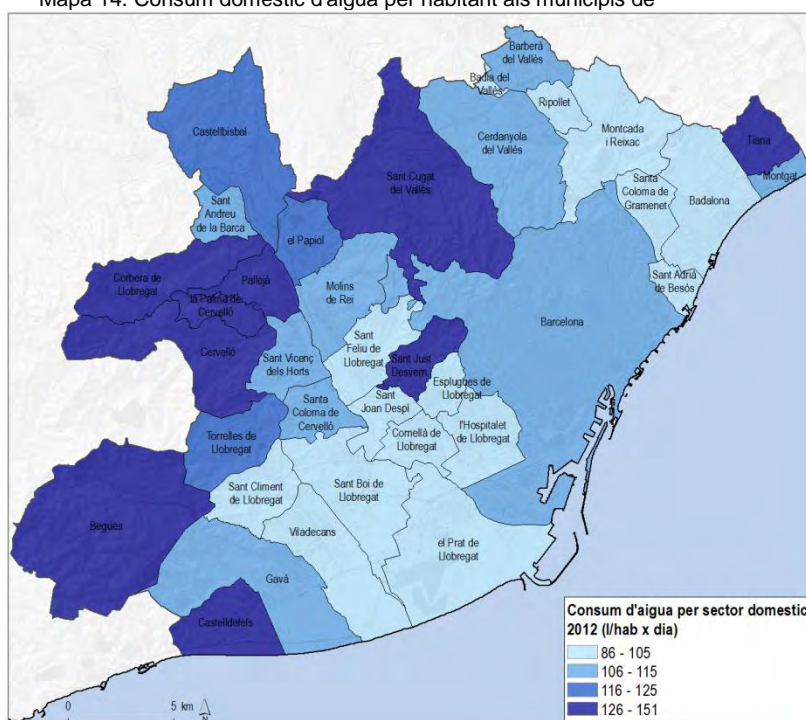 Mapa 14. Consum domèstic d'aigua per habitant als municipis de
Barberà
del Vallès
Badia del
Vallès
Ripollet
Castellbisbal
Cerdanyola
del Vallès
Montcada
i Reixac
Tiana
Montgat
Sant Cugat
del Vallès
Santa
Coloma de
Gramenet
Badalona
Sant
Andreu
de la Barca
el Papiol
Sant Adrià
de Besòs
Corbera de
Llobregat
Pallejà
Molins
de Rei
la Palma de
Cervelló
Barcelona
Cervelló
Sant Vicenç
dels Horts
Sant
Feliu de
Llobregat
Sant Just
Desvern
Esplugues de
Llobregat
Santa
Coloma de
Cervelló
Sant
Joan Despí
Torrelles de
Llobregat
Cornellà de
Llobregat
l'Hospitalet
de Llobregat
Sant Climent
de Llobregat
Sant Boi de
Llobregat
Begues
Viladecans
el Prat de
Llobregat
Gavà
Castelldefels
Consum d'aigua per sector domestic
2012 (l/hab x dia)
86 - 105
106 - 115
116 - 125
126 - 151
0 5 km
N